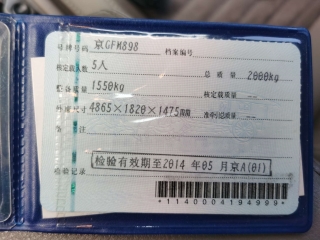 号牌号码 京GFM898 档案编号
核定载人数 5人 总质量 2000kg
整备质量 1550kg 核定载质量 --
外廓尺寸 4865×1820×1475mm 准牵引总质量 --
备注
检验有效期至2014年05月京A(01)
检验记录
*1140004194999*